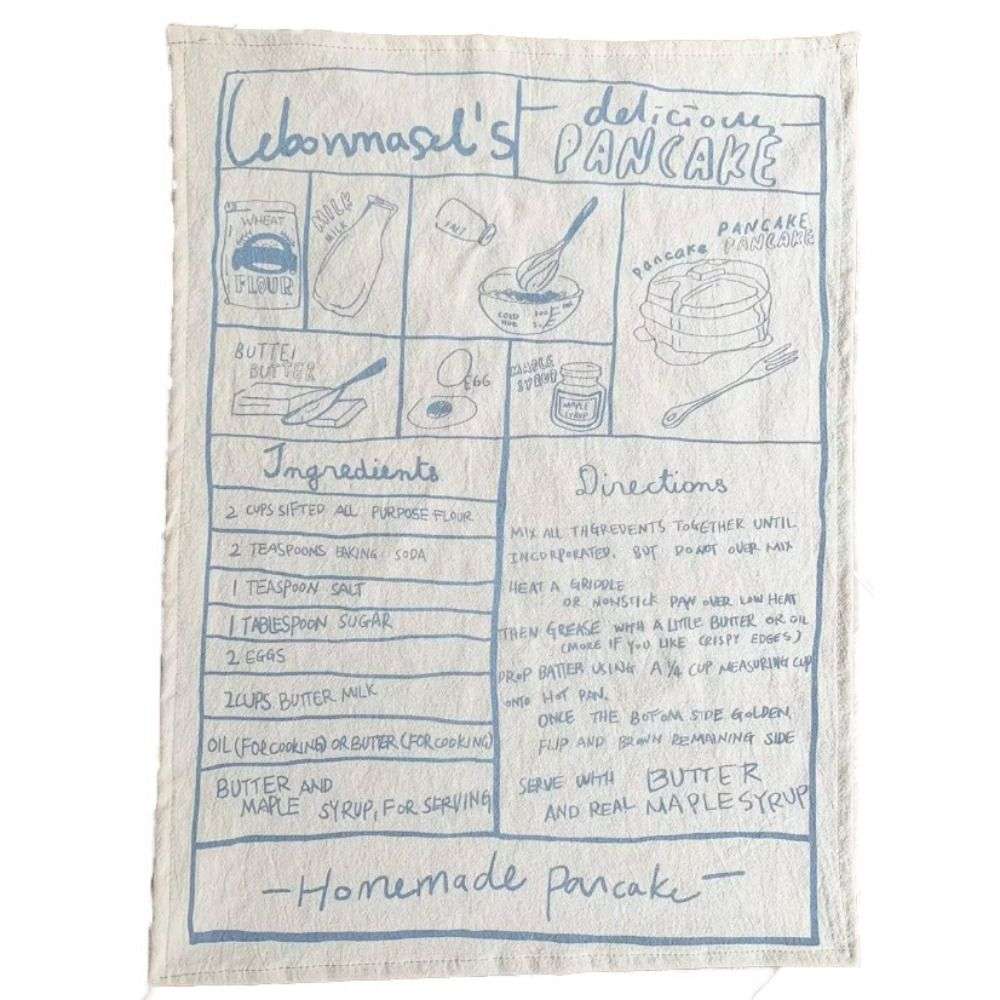 Lebonmasel's
delicious
PANCAKE
WHEAT
FLOUR
MILK
MILK
SALT
COLD
PANCAKE
PANCAKE
pancake
BUTTER
BUTTER
EGG
MAPLE
SYRUP
MAPLE
SYRUP
Ingredients
2 CUPS SIFTED ALL PURPOSE FLOUR
2 TEASPOONS BAKING SODA
1 TEASPOON SALT
1 TABLESPOON SUGAR
2 EGGS
2 CUPS BUTTER MILK
OIL (FOR COOKING) OR BUTTER (FOR COOKING)
BUTTER AND
MAPLE SYRUP, FOR SERVING
Directions
MIX ALL THGREDENTS TOGETHER UNTIL
INCORPORATED. BUT DO NOT OVER MIX
HEAT A GRIDDLE
OR NONSTICK PAN OVER LOW HEAT
THEN GREASE WITH A LITTLE BUTTER OR OIL
(MORE IF YOU LIKE CRISPY EDGES)
DROP BATTER USING A 1/4 CUP MEASURING CUP
ONTO HOT PAN.
ONCE THE BOTOM SIDE GOLDEN,
FLIP AND BROWN REMAINING SIDE
SERVE WITH BUTTER
AND REAL MAPLE SYRUP
- Homemade pancake -